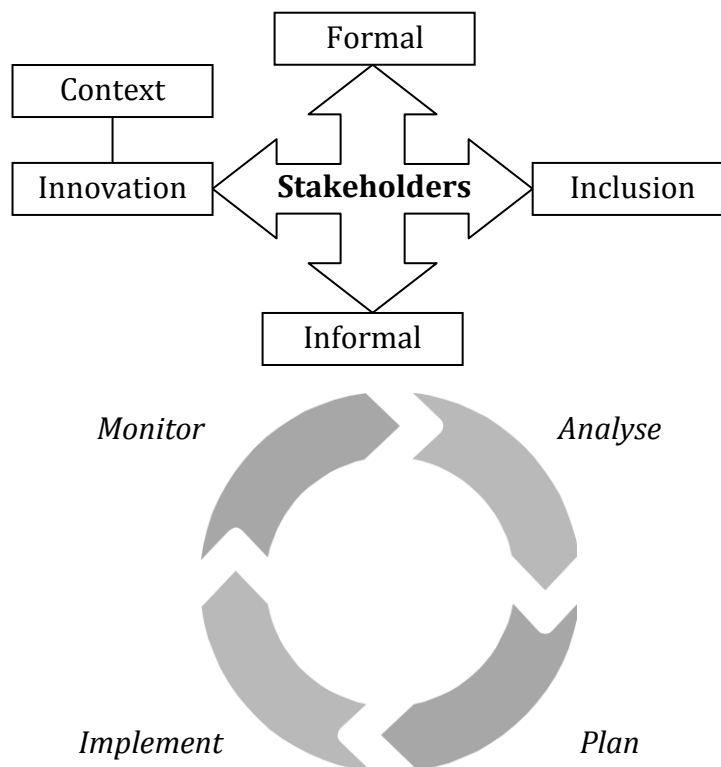 Formal
Context
Innovation
Stakeholders
Inclusion
Informal
Monitor
Analyse
Implement
Plan